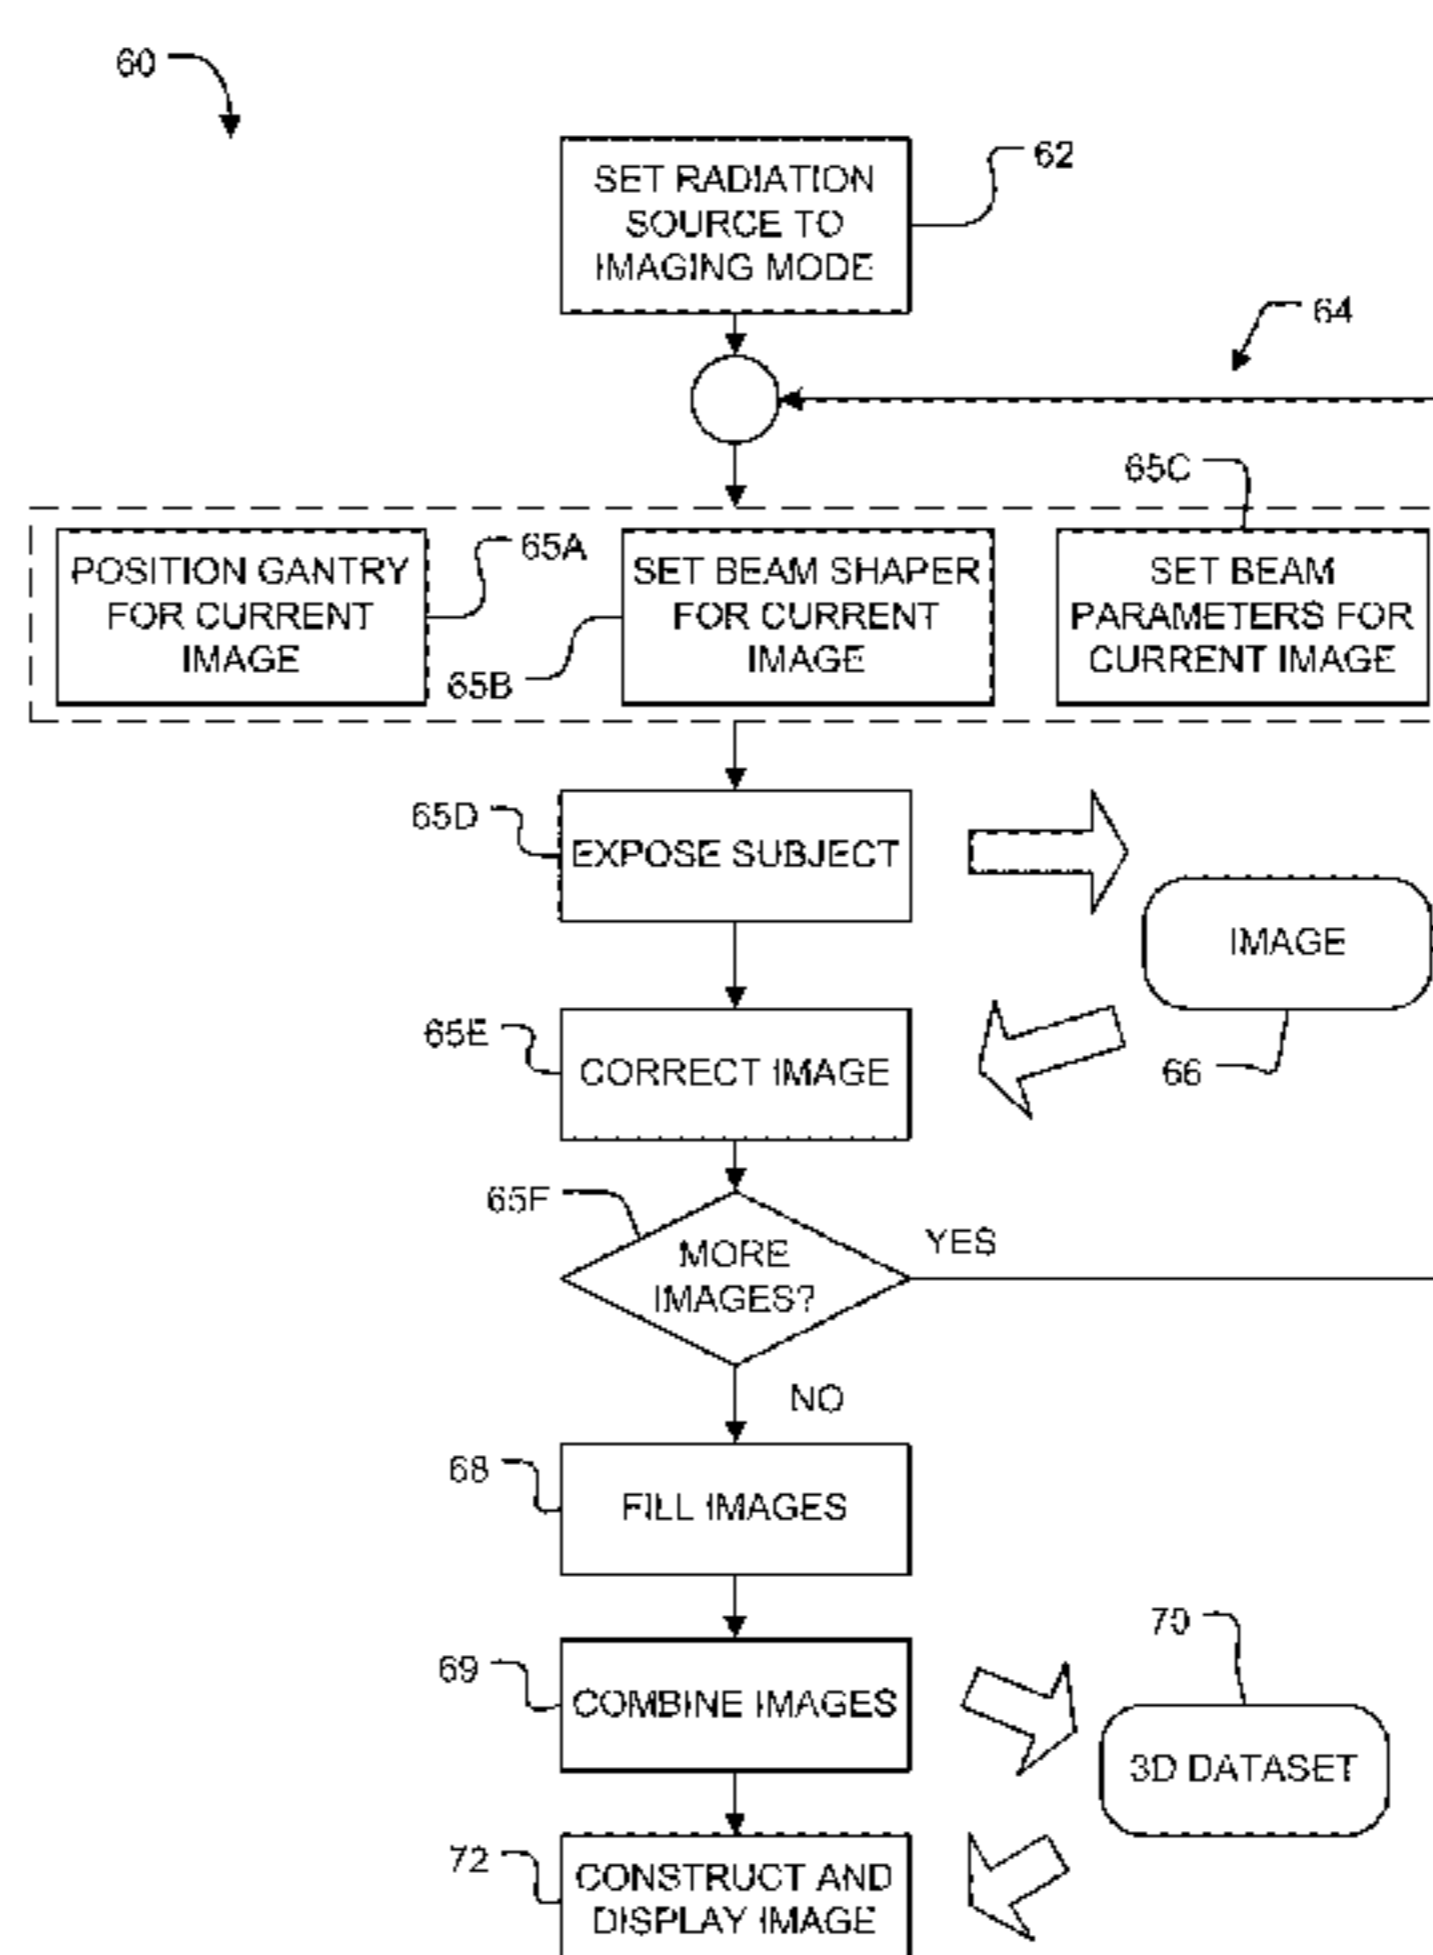 60
SET RADIATION
SOURCE TO
IMAGING MODE
62
64
65C
POSITION GANTRY
FOR CURRENT
IMAGE
65A
65B
SET BEAM SHAPER
FOR CURRENT
IMAGE
SET BEAM
PARAMETERS FOR
CURRENT IMAGE
65D
EXPOSE SUBJECT
IMAGE
66
65E
CORRECT IMAGE
65F
MORE
IMAGES?
YES
NO
68
FILL IMAGES
69
COMBINE IMAGES
70
3D DATASET
72
CONSTRUCT AND
DISPLAY IMAGE